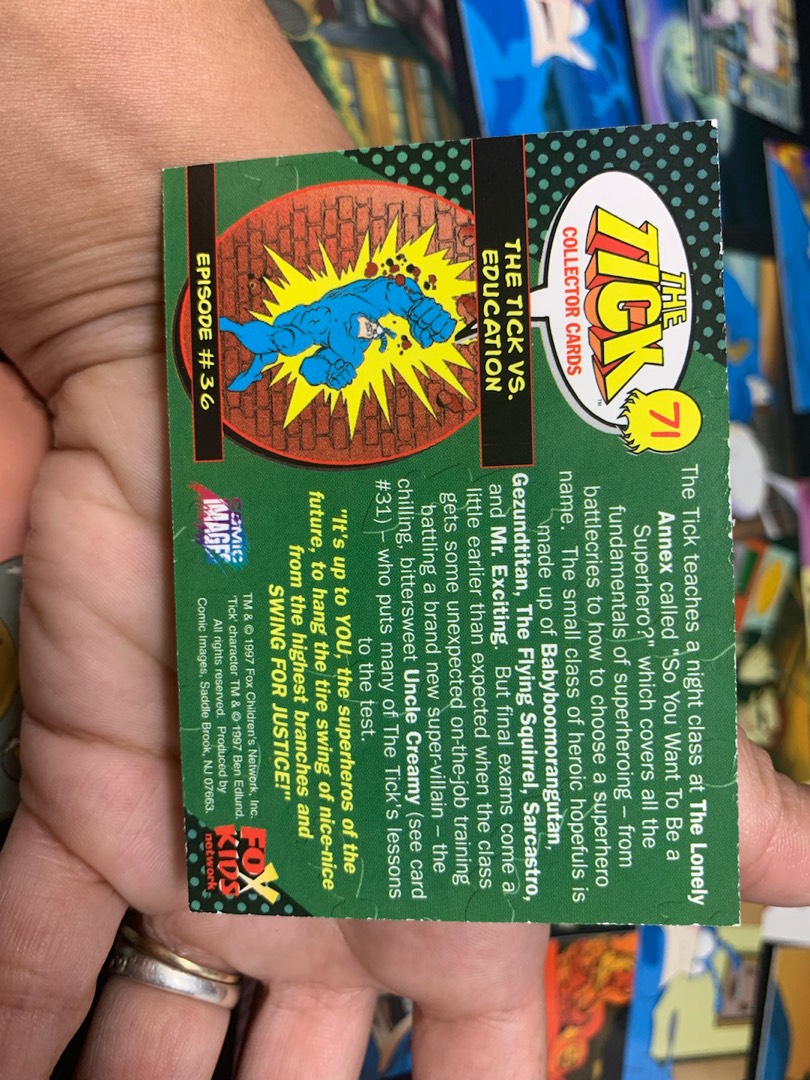 THE
TICK
™
COLLECTOR CARDS
71
THE TICK VS.
EDUCATION
EPISODE #36
The Tick teaches a night class at The Lonely
Annex called "So You Want To Be a
Superhero?" which covers all the
fundamentals of superheroing – from
battlecries to how to choose a superhero
name. The small class of heroic hopefuls is
made up of Babyboomorangutan,
Gezundtitan, The Flying Squirrel, Sarcastro,
and Mr. Exciting. But final exams come a
little earlier than expected when the class
gets some unexpected on-the-job training
battling a brand new super-villain – the
chilling, bittersweet Uncle Creamy (see card
#31) – who puts many of The Tick's lessons
to the test.
"It's up to YOU, the superheros of the
future, to hang the tire swing of nice-nice
from the highest branches and
SWING FOR JUSTICE!"
COMIC
IMAGES
TM & © 1997 Fox Children's Network, Inc.
'Tick' character TM & © 1997 Ben Edlund.
All rights reserved. Produced by
Comic Images, Saddle Brook, NJ 07663.
FOX
KIDS
network